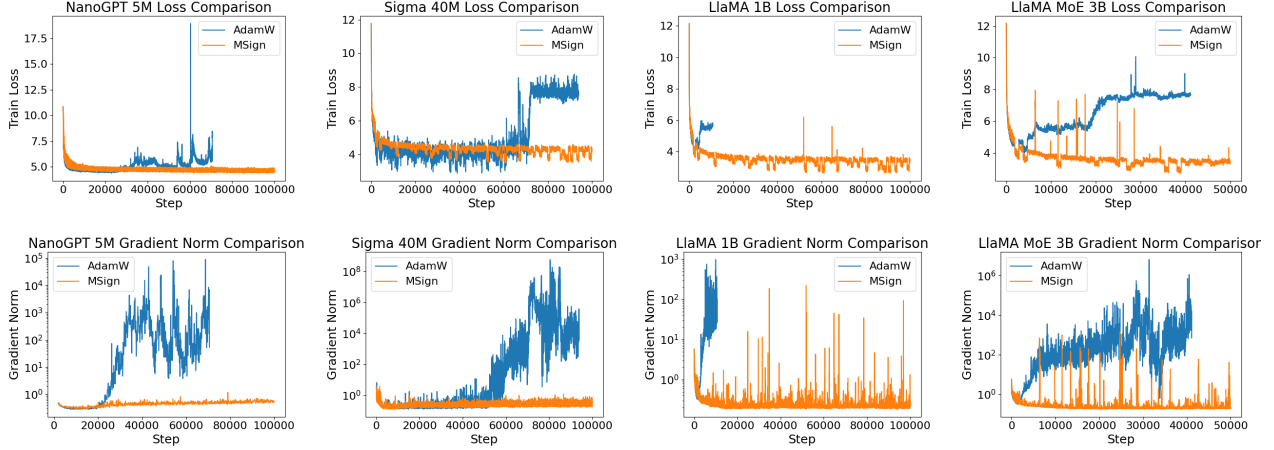 NanoGPT 5M Loss Comparison
Train Loss
17.5
15.0
12.5
10.0
7.5
5.0
AdamW
MSign
0 20000 40000 60000 80000 100000
Step
Sigma 40M Loss Comparison
Train Loss
12
10
8
6
4
AdamW
MSign
0 20000 40000 60000 80000 100000
Step
LlaMA 1B Loss Comparison
Train Loss
12
10
8
6
4
AdamW
MSign
0 20000 40000 60000 80000 100000
Step
LlaMA MoE 3B Loss Comparison
Train Loss
12
10
8
6
4
AdamW
MSign
0 10000 20000 30000 40000 50000
Step
NanoGPT 5M Gradient Norm Comparison
Gradient Norm
10⁵
10⁴
10³
10²
10¹
10⁰
AdamW
MSign
0 20000 40000 60000 80000 100000
Step
Sigma 40M Gradient Norm Comparison
Gradient Norm
10⁸
10⁶
10⁴
10²
10⁰
AdamW
MSign
0 20000 40000 60000 80000 100000
Step
LlaMA 1B Gradient Norm Comparison
Gradient Norm
10³
10²
10¹
10⁰
AdamW
MSign
0 20000 40000 60000 80000 100000
Step
LlaMA MoE 3B Gradient Norm Comparison
Gradient Norm
10⁶
10⁴
10²
10⁰
AdamW
MSign
0 10000 20000 30000 40000 50000
Step